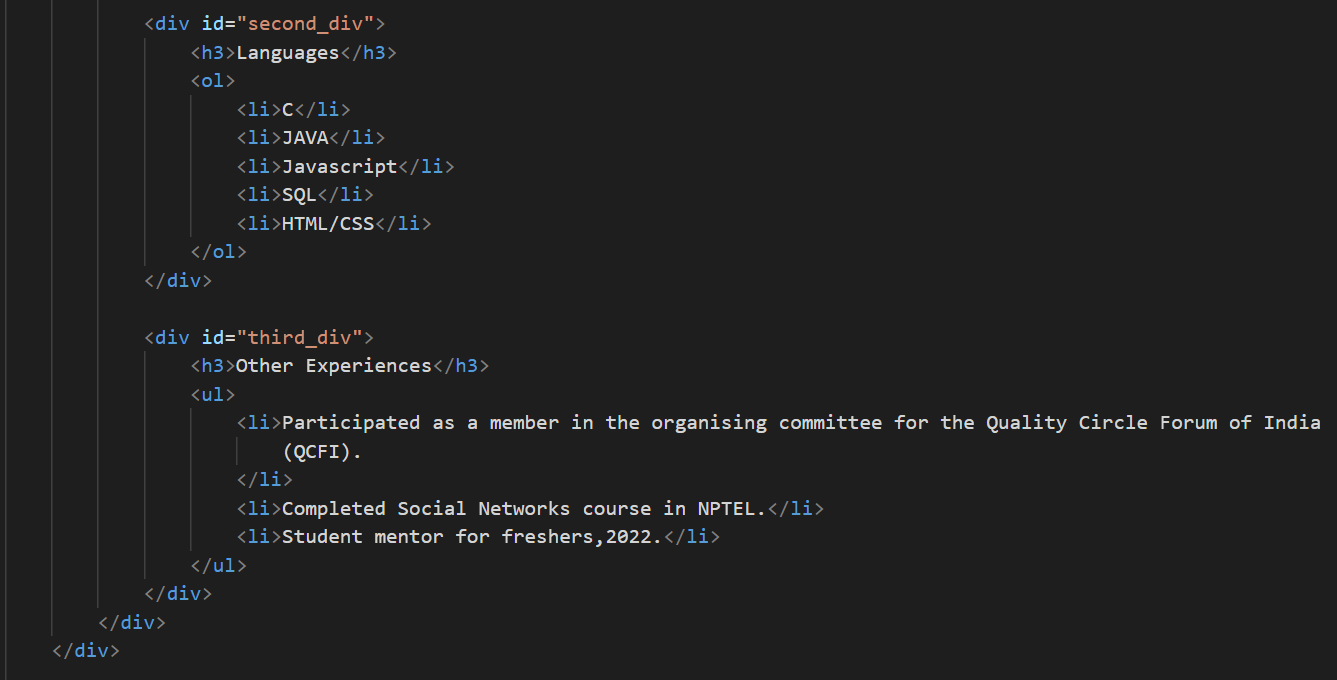 <div id="second_div">
<h3>Languages</h3>
<ol>
<li>C</li>
<li>JAVA</li>
<li>Javascript</li>
<li>SQL</li>
<li>HTML/CSS</li>
</ol>
</div>
<div id="third_div">
<h3>Other Experiences</h3>
<ul>
<li>Participated as a member in the organising committee for the Quality Circle Forum of India
(QCFI).
</li>
<li>Completed Social Networks course in NPTEL.</li>
<li>Student mentor for freshers,2022.</li>
</ul>
</div>
</div>
</div>